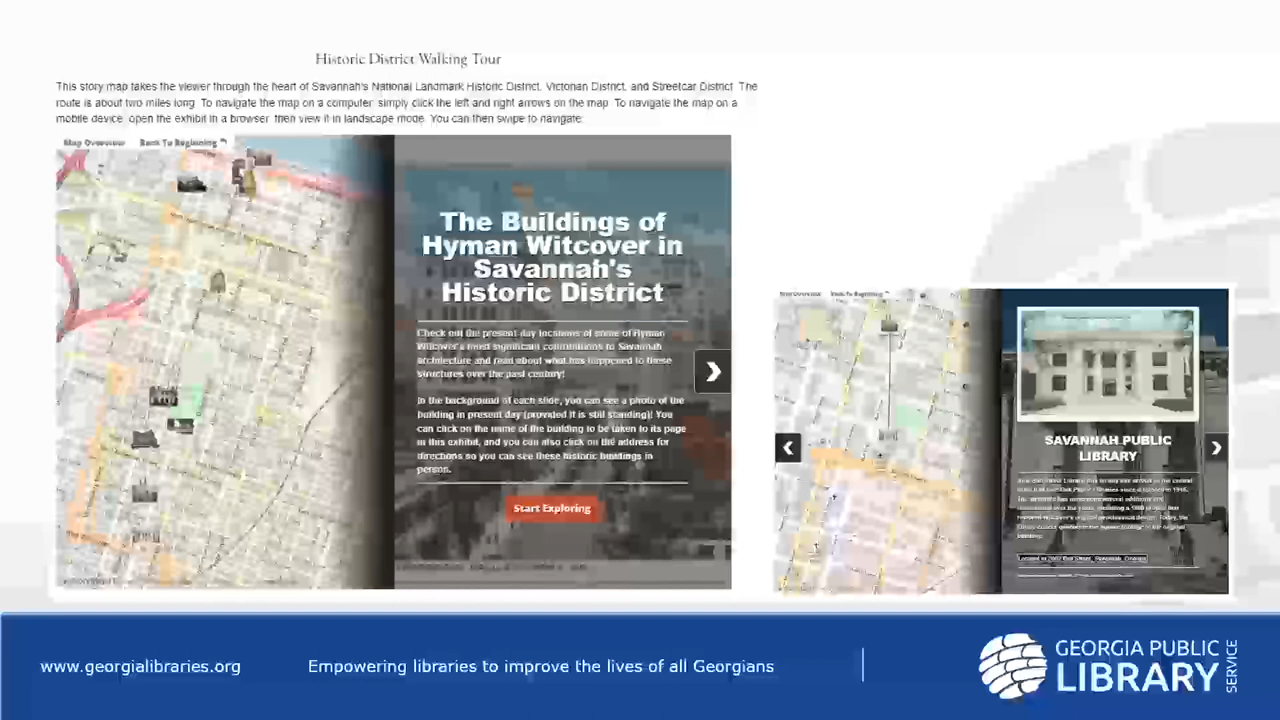 Historic District Walking Tour
This story map takes the viewer through the heart of Savannah's National Landmark Historic District, Victorian District, and Streetcar District. The
route is about two miles long. To navigate the map on a computer, simply click the left and right arrows on the map. To navigate the map on a
mobile device, open the exhibit in a browser, then view it in landscape mode. You can then swipe to navigate.
Map Overview Back To Beginning
The Buildings of
Hyman Witcover in
Savannah's
Historic District
Check out the present-day locations of some of Hyman
Witcover's most significant contributions to Savannah
architecture and read about what has happened to these
structures over the past century!
In the background of each slide, you can see a photo of the
building in present day (provided it is still standing)! You
can click on the name of the building to be taken to its page
in this exhibit, and you can also click on the address for
directions so you can see these historic buildings in
person.
Start Exploring
Map Overview Back To Beginning
SAVANNAH PUBLIC
LIBRARY
www.georgialibraries.org
Empowering libraries to improve the lives of all Georgians
GEORGIA PUBLIC
LIBRARY
SERVICE